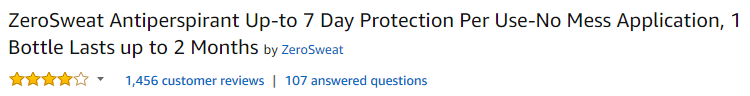 ZeroSweat Antiperspirant Up-to 7 Day Protection Per Use-No Mess Application, 1
Bottle Lasts up to 2 Months by ZeroSweat
1,456 customer reviews | 107 answered questions